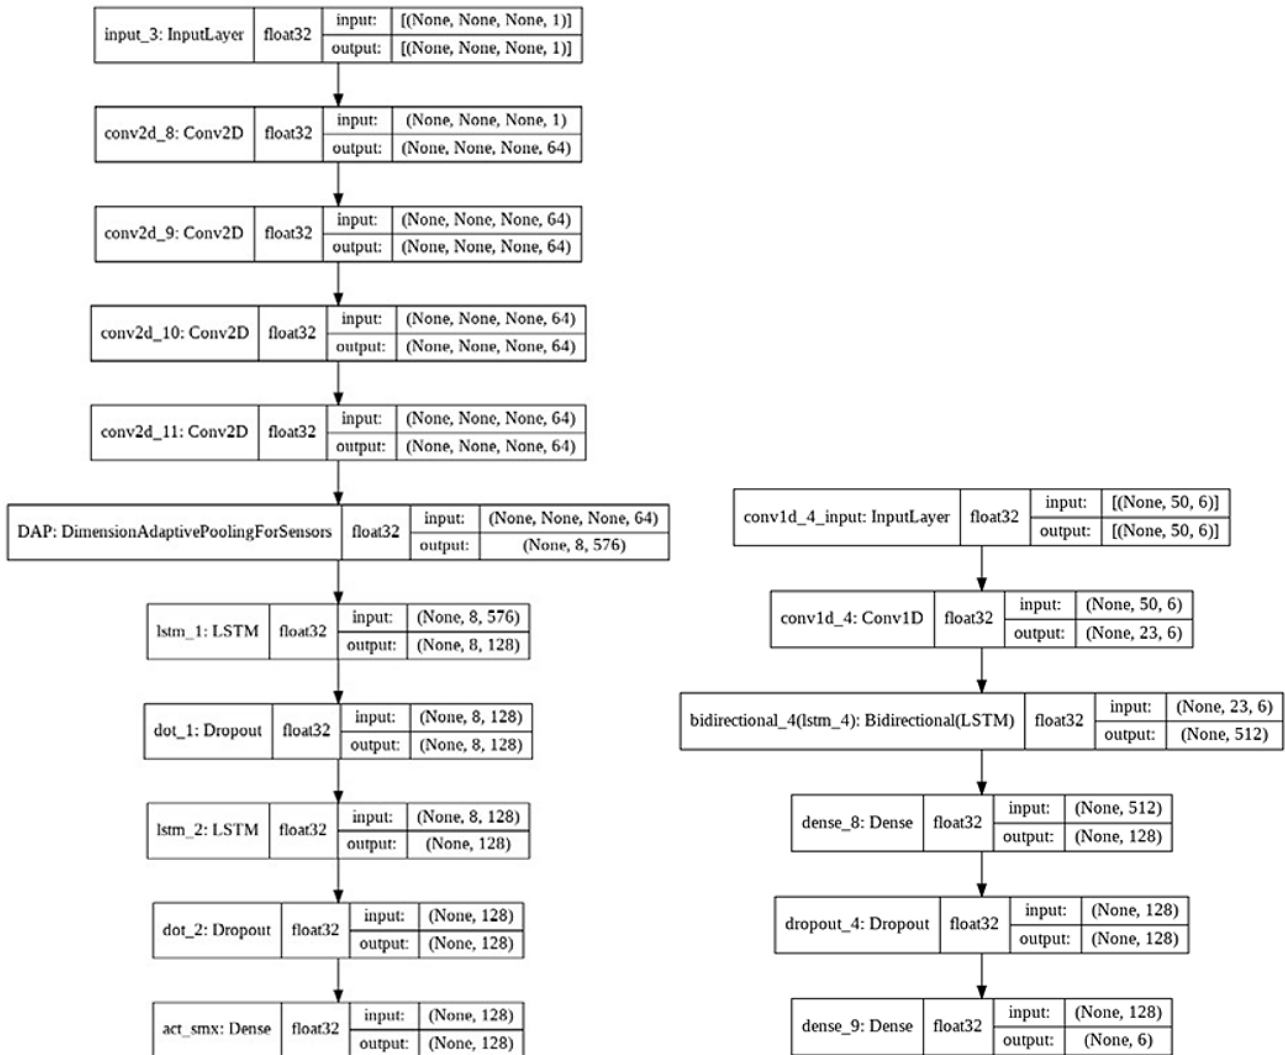 input_3: InputLayer float32 input: [(None, None, None, 1)]
output: [(None, None, None, 1)]
conv2d_8: Conv2D float32 input: (None, None, None, 1)
output: (None, None, None, 64)
conv2d_9: Conv2D float32 input: (None, None, None, 64)
output: (None, None, None, 64)
conv2d_10: Conv2D float32 input: (None, None, None, 64)
output: (None, None, None, 64)
conv2d_11: Conv2D float32 input: (None, None, None, 64)
output: (None, None, None, 64)
DAP: DimensionAdaptivePoolingForSensors float32 input: (None, None, None, 64)
output: (None, 8, 576)
lstm_1: LSTM float32 input: (None, 8, 576)
output: (None, 8, 128)
dot_1: Dropout float32 input: (None, 8, 128)
output: (None, 8, 128)
lstm_2: LSTM float32 input: (None, 8, 128)
output: (None, 128)
dot_2: Dropout float32 input: (None, 128)
output: (None, 128)
act_smx: Dense float32 input: (None, 128)
output: (None, 128)
conv1d_4_input: InputLayer float32 input: [(None, 50, 6)]
output: [(None, 50, 6)]
conv1d_4: Conv1D float32 input: (None, 50, 6)
output: (None, 23, 6)
bidirectional_4(lstm_4): Bidirectional(LSTM) float32 input: (None, 23, 6)
output: (None, 512)
dense_8: Dense float32 input: (None, 512)
output: (None, 128)
dropout_4: Dropout float32 input: (None, 128)
output: (None, 128)
dense_9: Dense float32 input: (None, 128)
output: (None, 6)